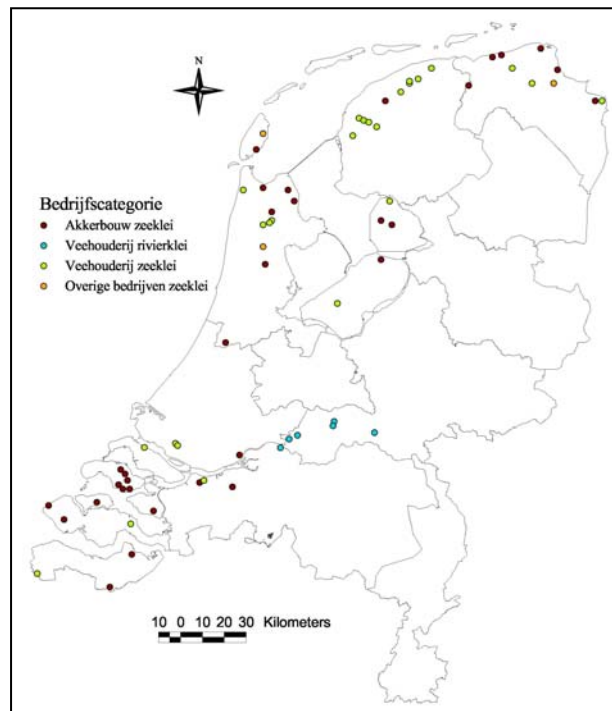 N
Bedrijfscategorie
Akkerbouw zeeklei
Veehouderij rivierklei
Veehouderij zeeklei
Overige bedrijven zeeklei
10 0 10 20 30 Kilometers